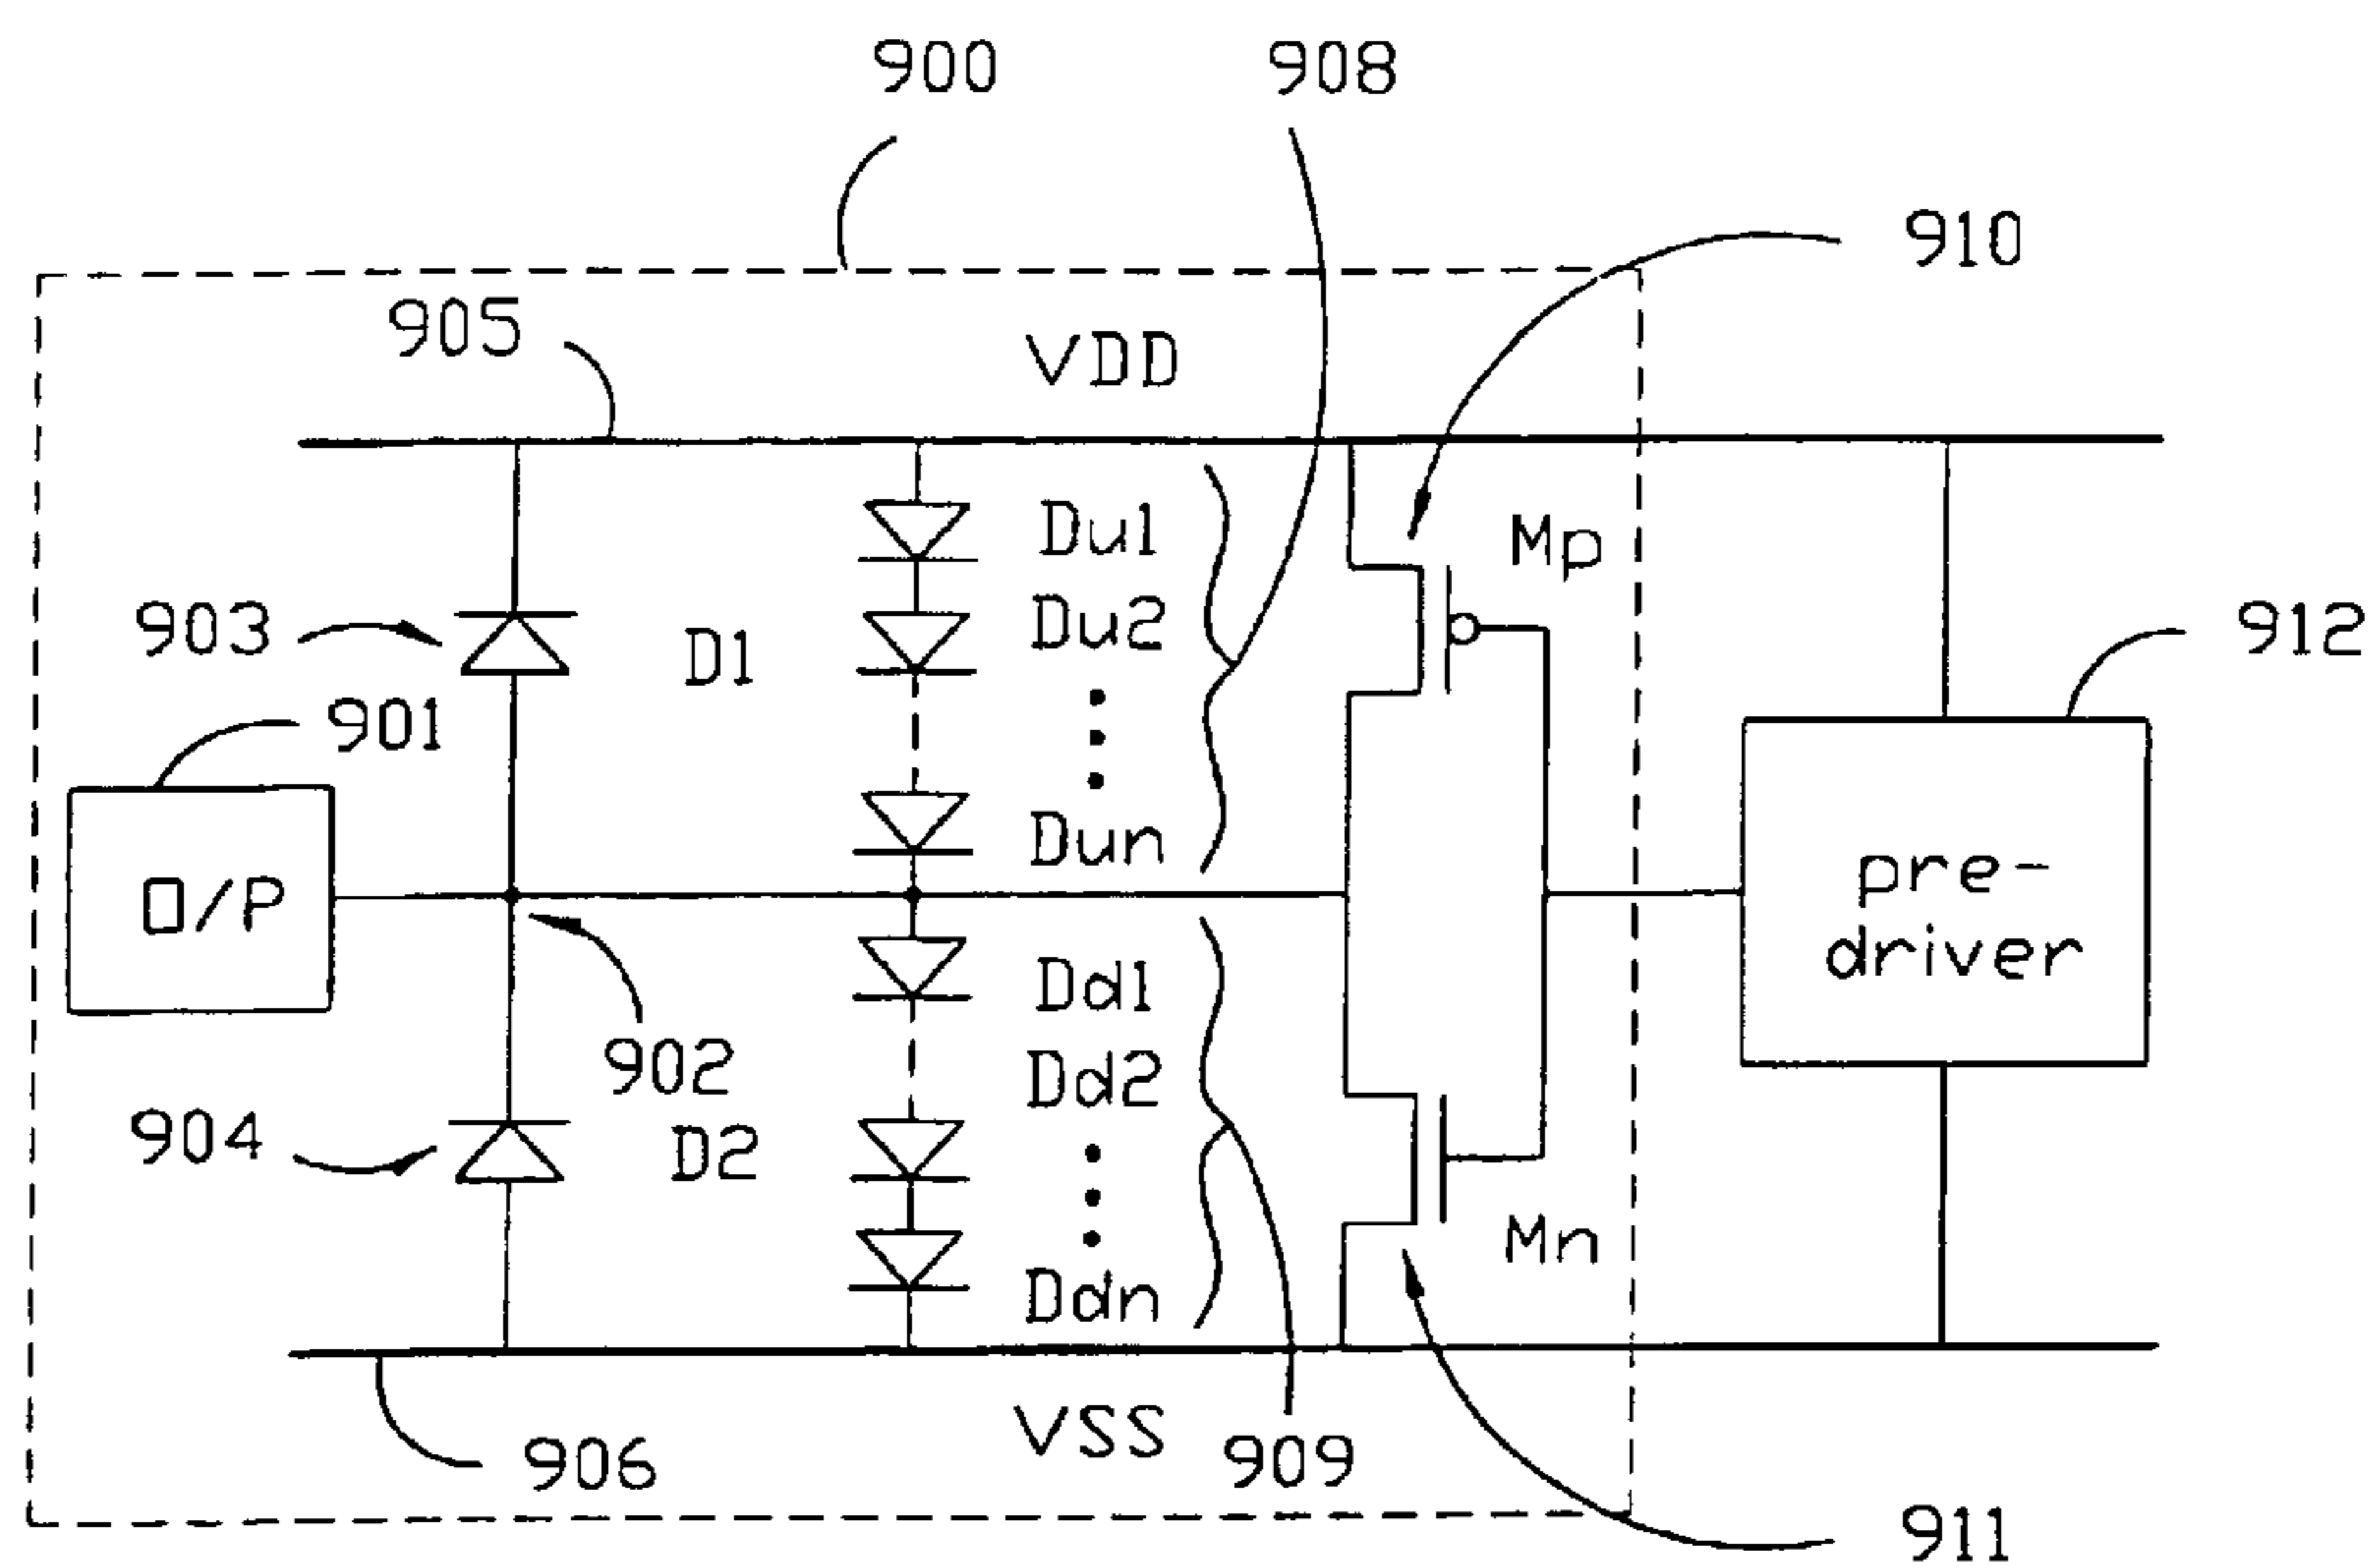 900
908
910
905
VDD
Du1
Mp
903
Du2
912
D1
901
Dun
O/P
pre-
driver
Dd1
902
Dd2
904
D2
Mn
Ddn
VSS
906
909
911